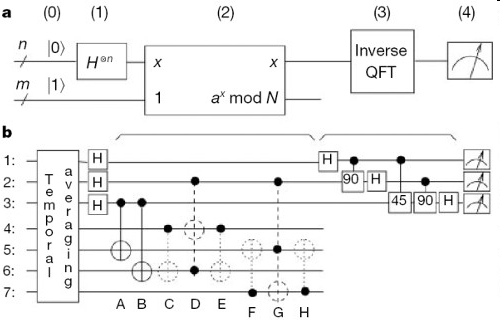 a (0) (1) (2) (3) (4)
n |0⟩ H⊗n x x Inverse QFT
m |1⟩ 1 aˣ mod N
b
Temporal averaging
1: H H
2: H 90 H
3: H 45 90 H
4:
5:
6:
7:
A B C D E F G H